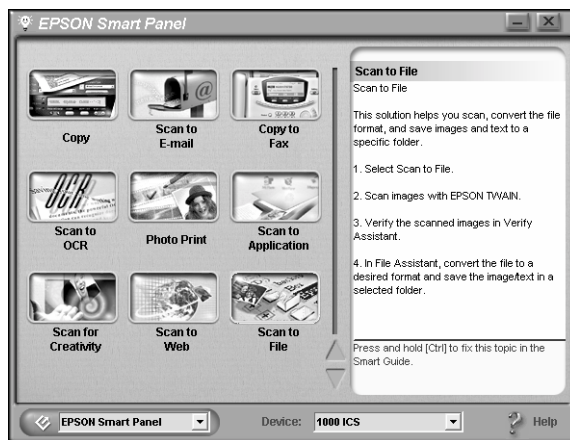 EPSON Smart Panel
Copy
Scan to
E-mail
Copy to
Fax
OCR
Scan to
OCR
Photo Print
Scan to
Application
Scan for
Creativity
Scan to
Web
Scan to
File
Scan to File
Scan to File
This solution helps you scan, convert the file
format, and save images and text to a
specific folder.
1. Select Scan to File.
2. Scan images with EPSON TWAIN.
3. Verify the scanned images in Verify
Assistant.
4. In File Assistant, convert the file to a
desired format and save the image/text in a
selected folder.
Press and hold [Ctrl] to fix this topic in the
Smart Guide.
EPSON Smart Panel
Device: 1000 ICS
Help